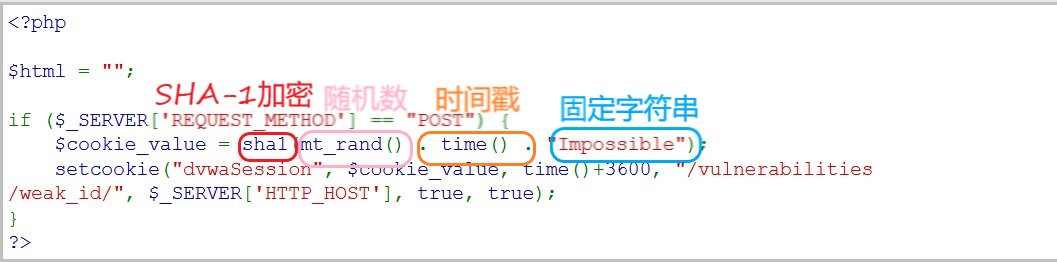 <?php
$html = "";
SHA-1加密 随机数 时间戳 固定字符串
if ($_SERVER['REQUEST_METHOD'] == "POST") {
$cookie_value = sha1(mt_rand() . time() . "Impossible");
setcookie("dvwaSession", $cookie_value, time()+3600, "/vulnerabilities
/weak_id/", $_SERVER['HTTP_HOST'], true, true);
}
?>